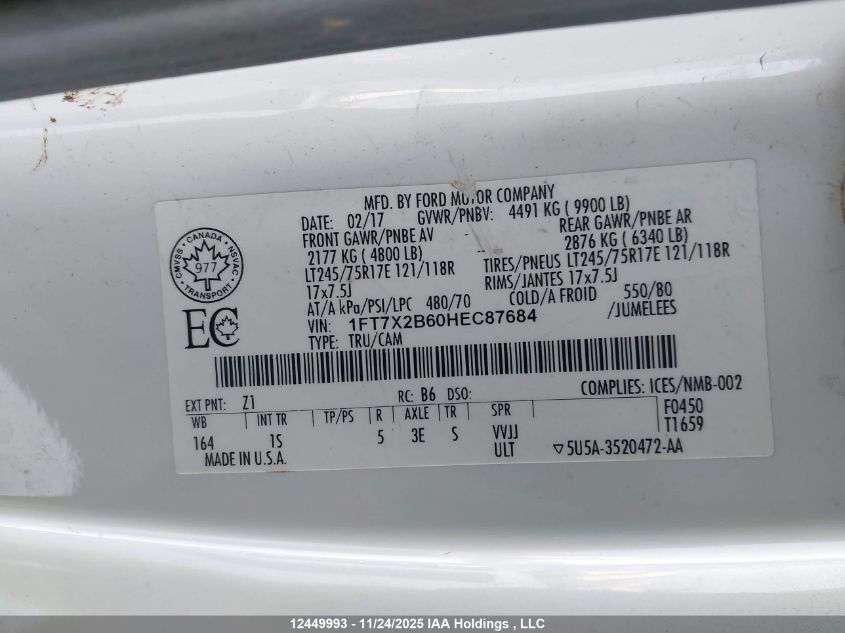 MFD. BY FORD MOTOR COMPANY
DATE: 02/17 GVWR/PNBV: 4491 KG ( 9900 LB)
FRONT GAWR/PNBE AV - REAR GAWR/PNBE AR
2177 KG ( 4800 LB) -- 2876 KG ( 6340 LB)
LT245/75R17E 121/118R TIRES/PNEUS LT245/75R17E 121/118R
17x7.5J RIMS/JANTES 17x7.5J
AT/A kPa/PSI/LPC 480/70 COLD/A FROID 550/80
VIN: 1FT7X2B60HEC87684 /JUMELEES
TYPE: TRU/CAM
CMVSS · CANADA · NSVAC · TRANSPORT ·
977
EC
EXT PNT: Z1 RC: B6 DSO: COMPLIES: ICES/NMB-002
WB INT TR TP/PS R AXLE TR SPR F0450
164 1S 5 3E S VVJJ T1659
MADE IN U.S.A. ULT ▽5U5A-3520472-AA
12449993 - 11/24/2025 IAA Holdings , LLC